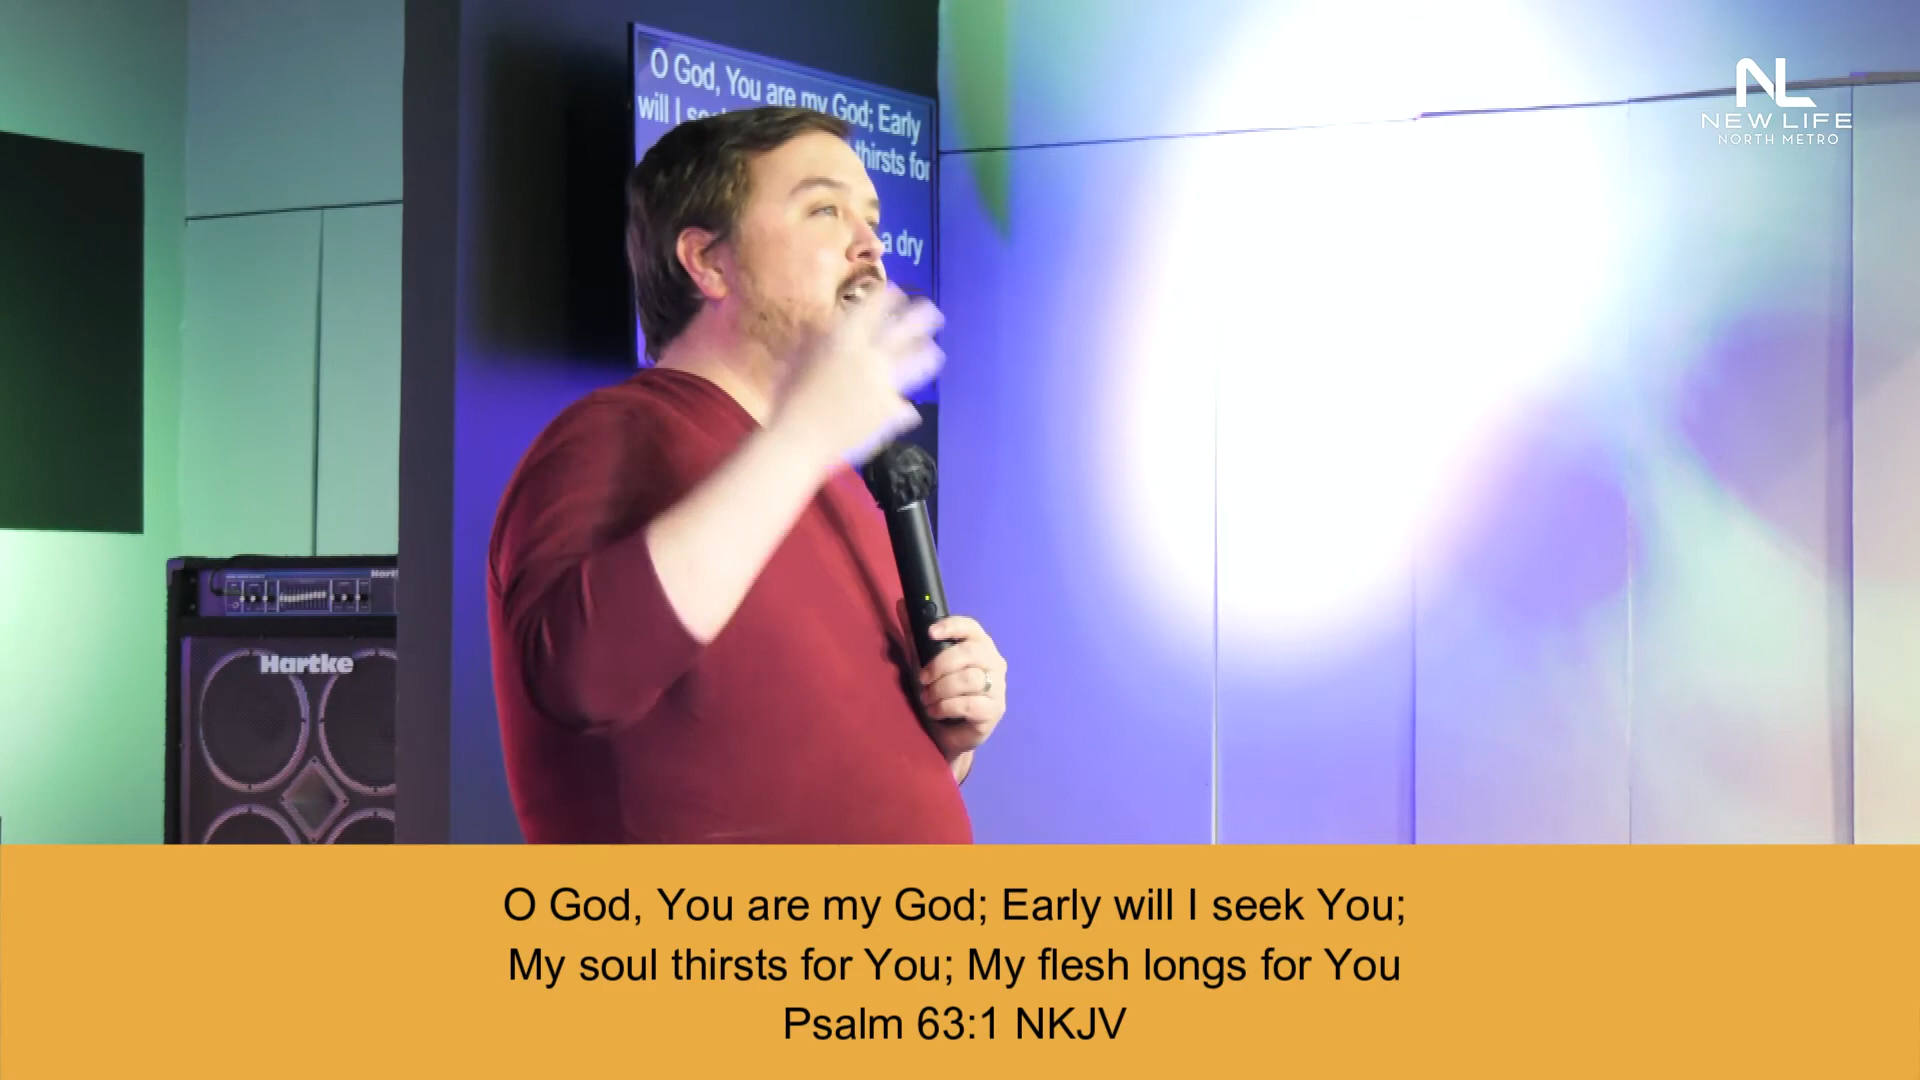 O God, You are my God; Early
will I
thirsts for
a dry
NL
NEW LIFE
NORTH METRO
Hartke
O God, You are my God; Early will I seek You;
My soul thirsts for You; My flesh longs for You
Psalm 63:1 NKJV